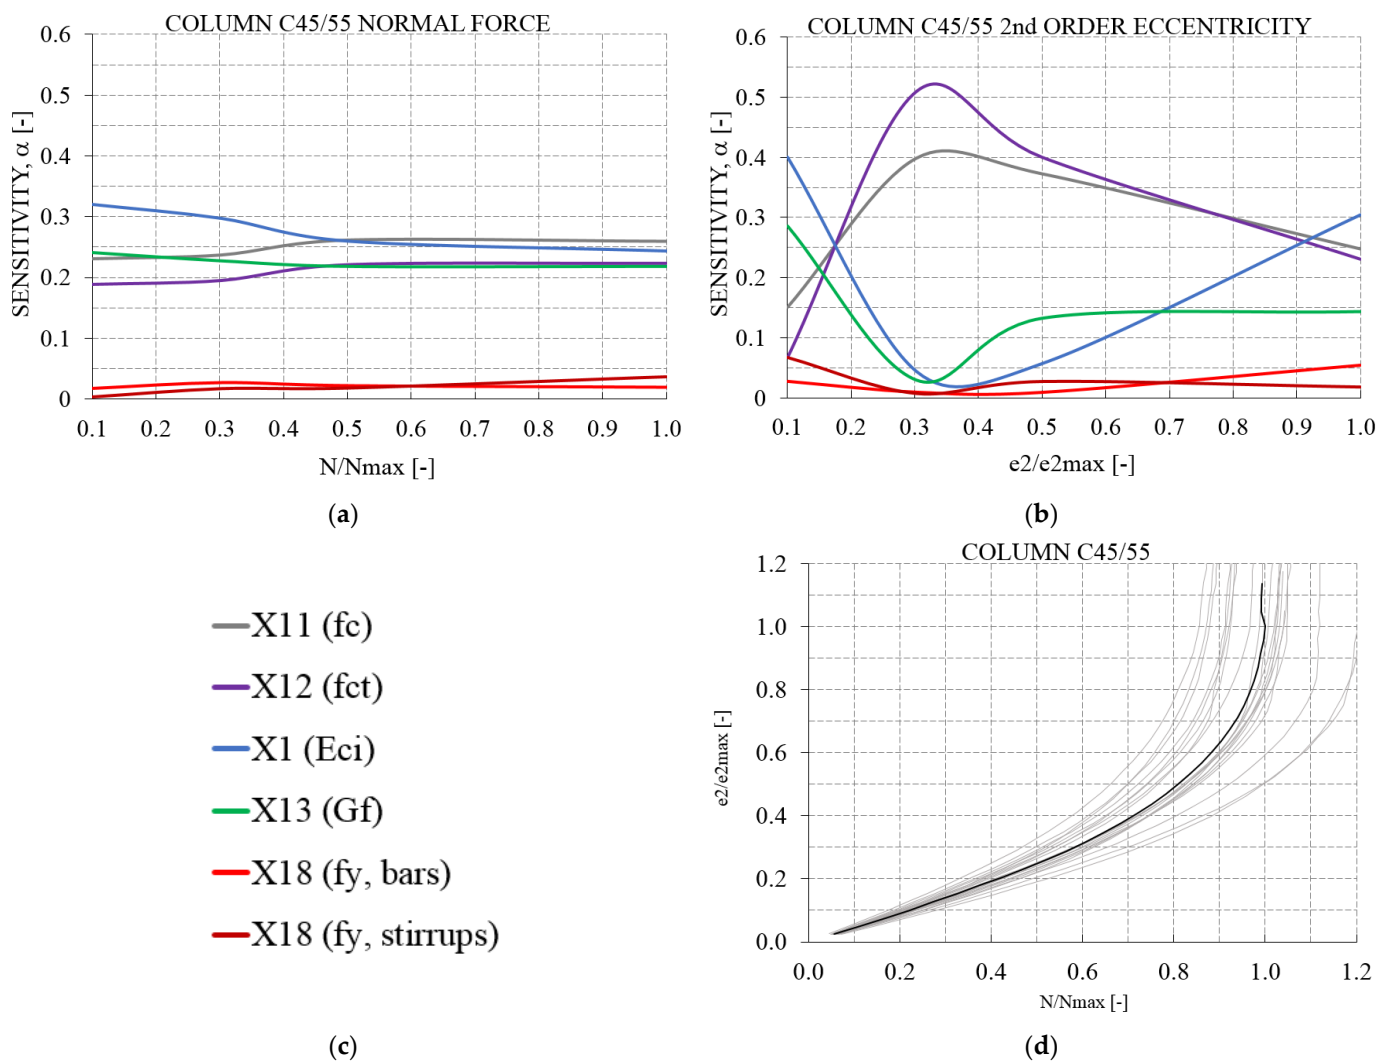 COLUMN C45/55 NORMAL FORCE
SENSITIVITY, α [-]
0.6
0.5
0.4
0.3
0.2
0.1
0
0.1 0.2 0.3 0.4 0.5 0.6 0.7 0.8 0.9 1.0
N/Nmax [-]
(a)
COLUMN C45/55 2nd ORDER ECCENTRICITY
SENSITIVITY, α [-]
0.6
0.5
0.4
0.3
0.2
0.1
0
0.1 0.2 0.3 0.4 0.5 0.6 0.7 0.8 0.9 1.0
e2/e2max [-]
(b)
X11 (fc)
X12 (fct)
X1 (Eci)
X13 (Gf)
X18 (fy, bars)
X18 (fy, stirrups)
(c)
COLUMN C45/55
e2/e2max [-]
1.2
1.0
0.8
0.6
0.4
0.2
0.0
0.0 0.2 0.4 0.6 0.8 1.0 1.2
N/Nmax [-]
(d)